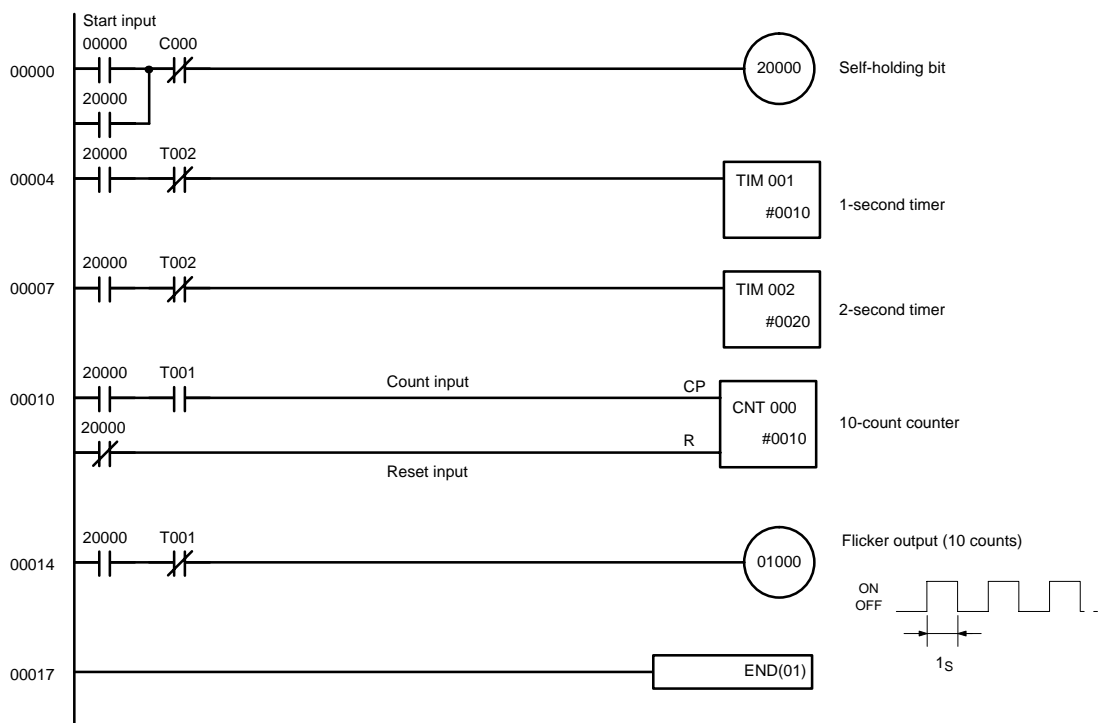 Start input
00000 C000
00000
20000 Self-holding bit
20000
20000 T002
00004
TIM 001
#0010
1-second timer
20000 T002
00007
TIM 002
#0020
2-second timer
20000 T001
00010
Count input
CP
CNT 000
#0010
10-count counter
20000
R
Reset input
20000 T001
00014
01000
Flicker output (10 counts)
ON
OFF
1S
00017
END(01)